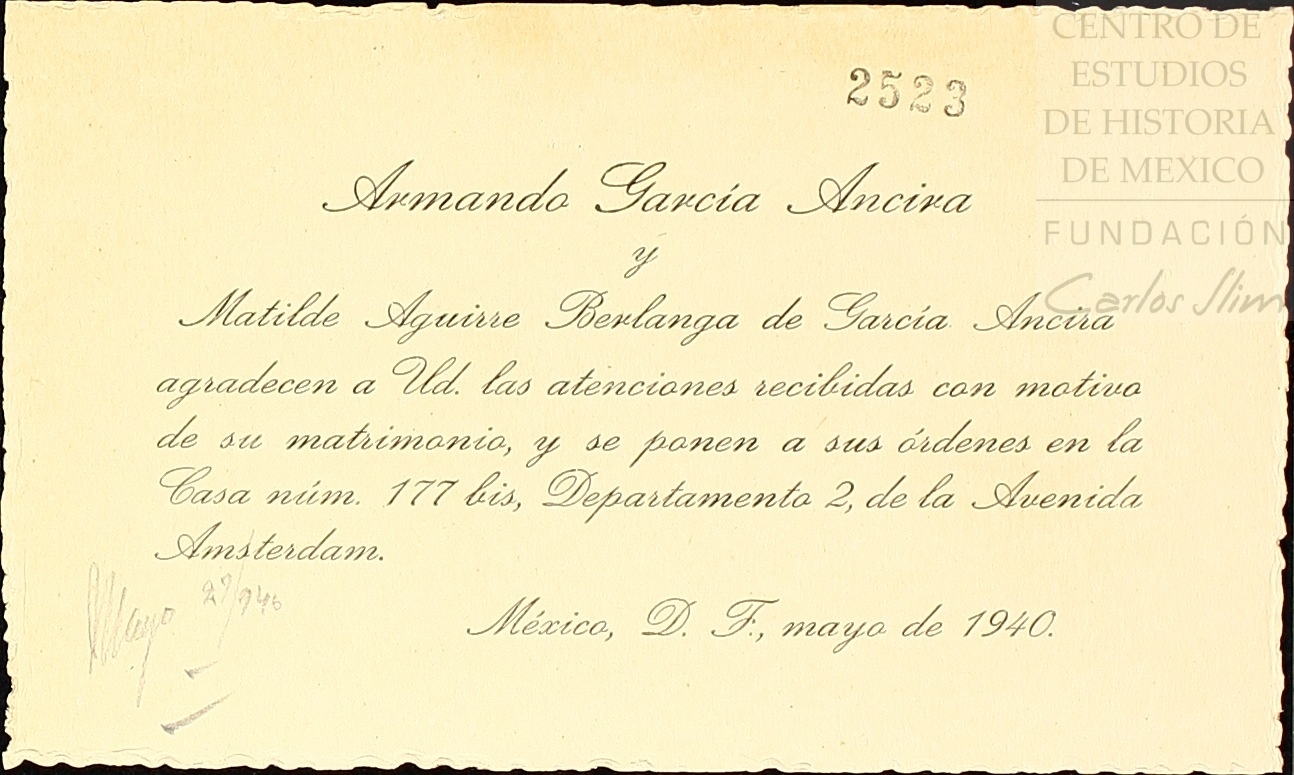 CENTRO DE
ESTUDIOS
DE HISTORIA
DE MEXICO
FUNDACIÓN
Carlos Slim
2523
Armando García Ancira
y
Matilde Aguirre Berlanga de García Ancira
agradecen a Ud. las atenciones recibidas con motivo
de su matrimonio, y se ponen a sus órdenes en la
Casa núm. 177 bis, Departamento 2, de la Avenida
Amsterdam.
México, D. F., mayo de 1940.
Mayo 27/940